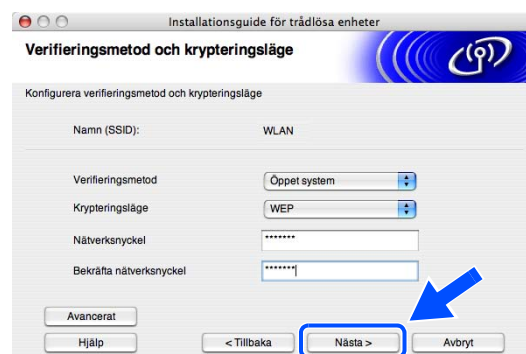 Installationsguide för trådlösa enheter
Verifieringsmetod och krypteringsläge
Konfigurera verifieringsmetod och krypteringsläge
Namn (SSID): WLAN
Verifieringsmetod Öppet system
Krypteringsläge WEP
Nätverksnyckel *******
Bekräfta nätverksnyckel *******
Avancerat
Hjälp < Tillbaka Nästa > Avbryt